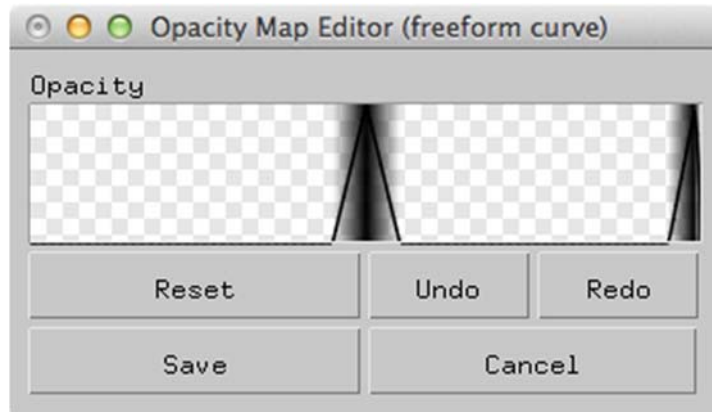 Opacity Map Editor (freeform curve)
Opacity
Reset Undo Redo
Save Cancel